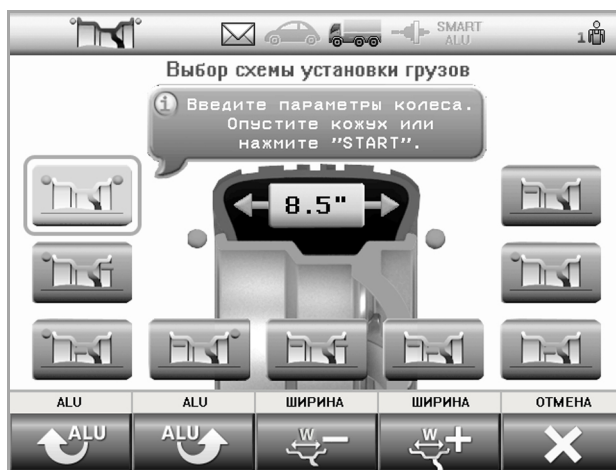 SMART
ALU
1
Выбор схемы установки грузов
i Введите параметры колеса.
Опустите кожух или
нажмите "START".
8.5"
ALU ALU ШИРИНА ШИРИНА ОТМЕНА
ALU ALU W W